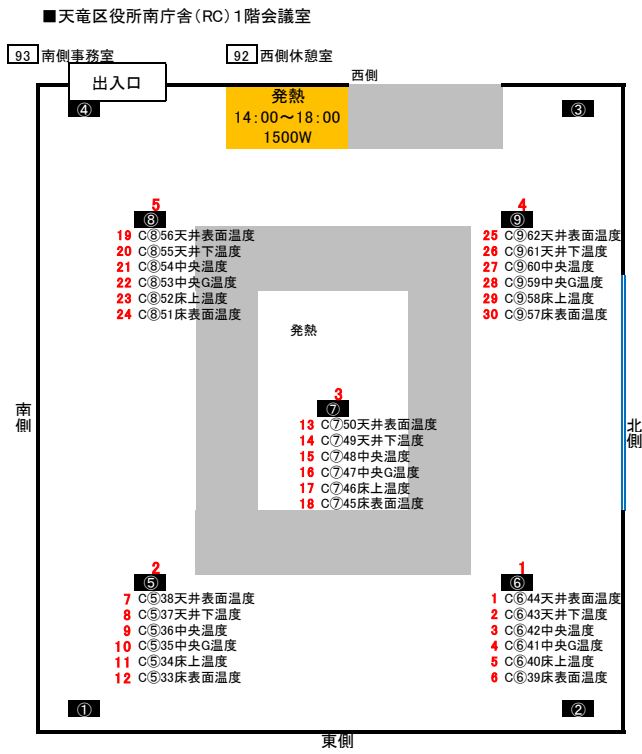 ■天竜区役所南庁舎(RC)1階会議室
93 南側事務室
92 西側休憩室
西側
出入口
発熱
14:00～18:00
1500W
④
③
5
⑧
19 C⑧56天井表面温度
20 C⑧55天井下温度
21 C⑧54中央温度
22 C⑧53中央G温度
23 C⑧52床上温度
24 C⑧51床表面温度
4
⑨
25 C⑨62天井表面温度
26 C⑨61天井下温度
27 C⑨60中央温度
28 C⑨59中央G温度
29 C⑨58床上温度
30 C⑨57床表面温度
発熱
3
⑦
13 C⑦50天井表面温度
14 C⑦49天井下温度
15 C⑦48中央温度
16 C⑦47中央G温度
17 C⑦46床上温度
18 C⑦45床表面温度
南側
北側
2
⑤
7 C⑤38天井表面温度
8 C⑤37天井下温度
9 C⑤36中央温度
10 C⑤35中央G温度
11 C⑤34床上温度
12 C⑤33床表面温度
1
⑥
1 C⑥44天井表面温度
2 C⑥43天井下温度
3 C⑥42中央温度
4 C⑥41中央G温度
5 C⑥40床上温度
6 C⑥39床表面温度
①
②
東側